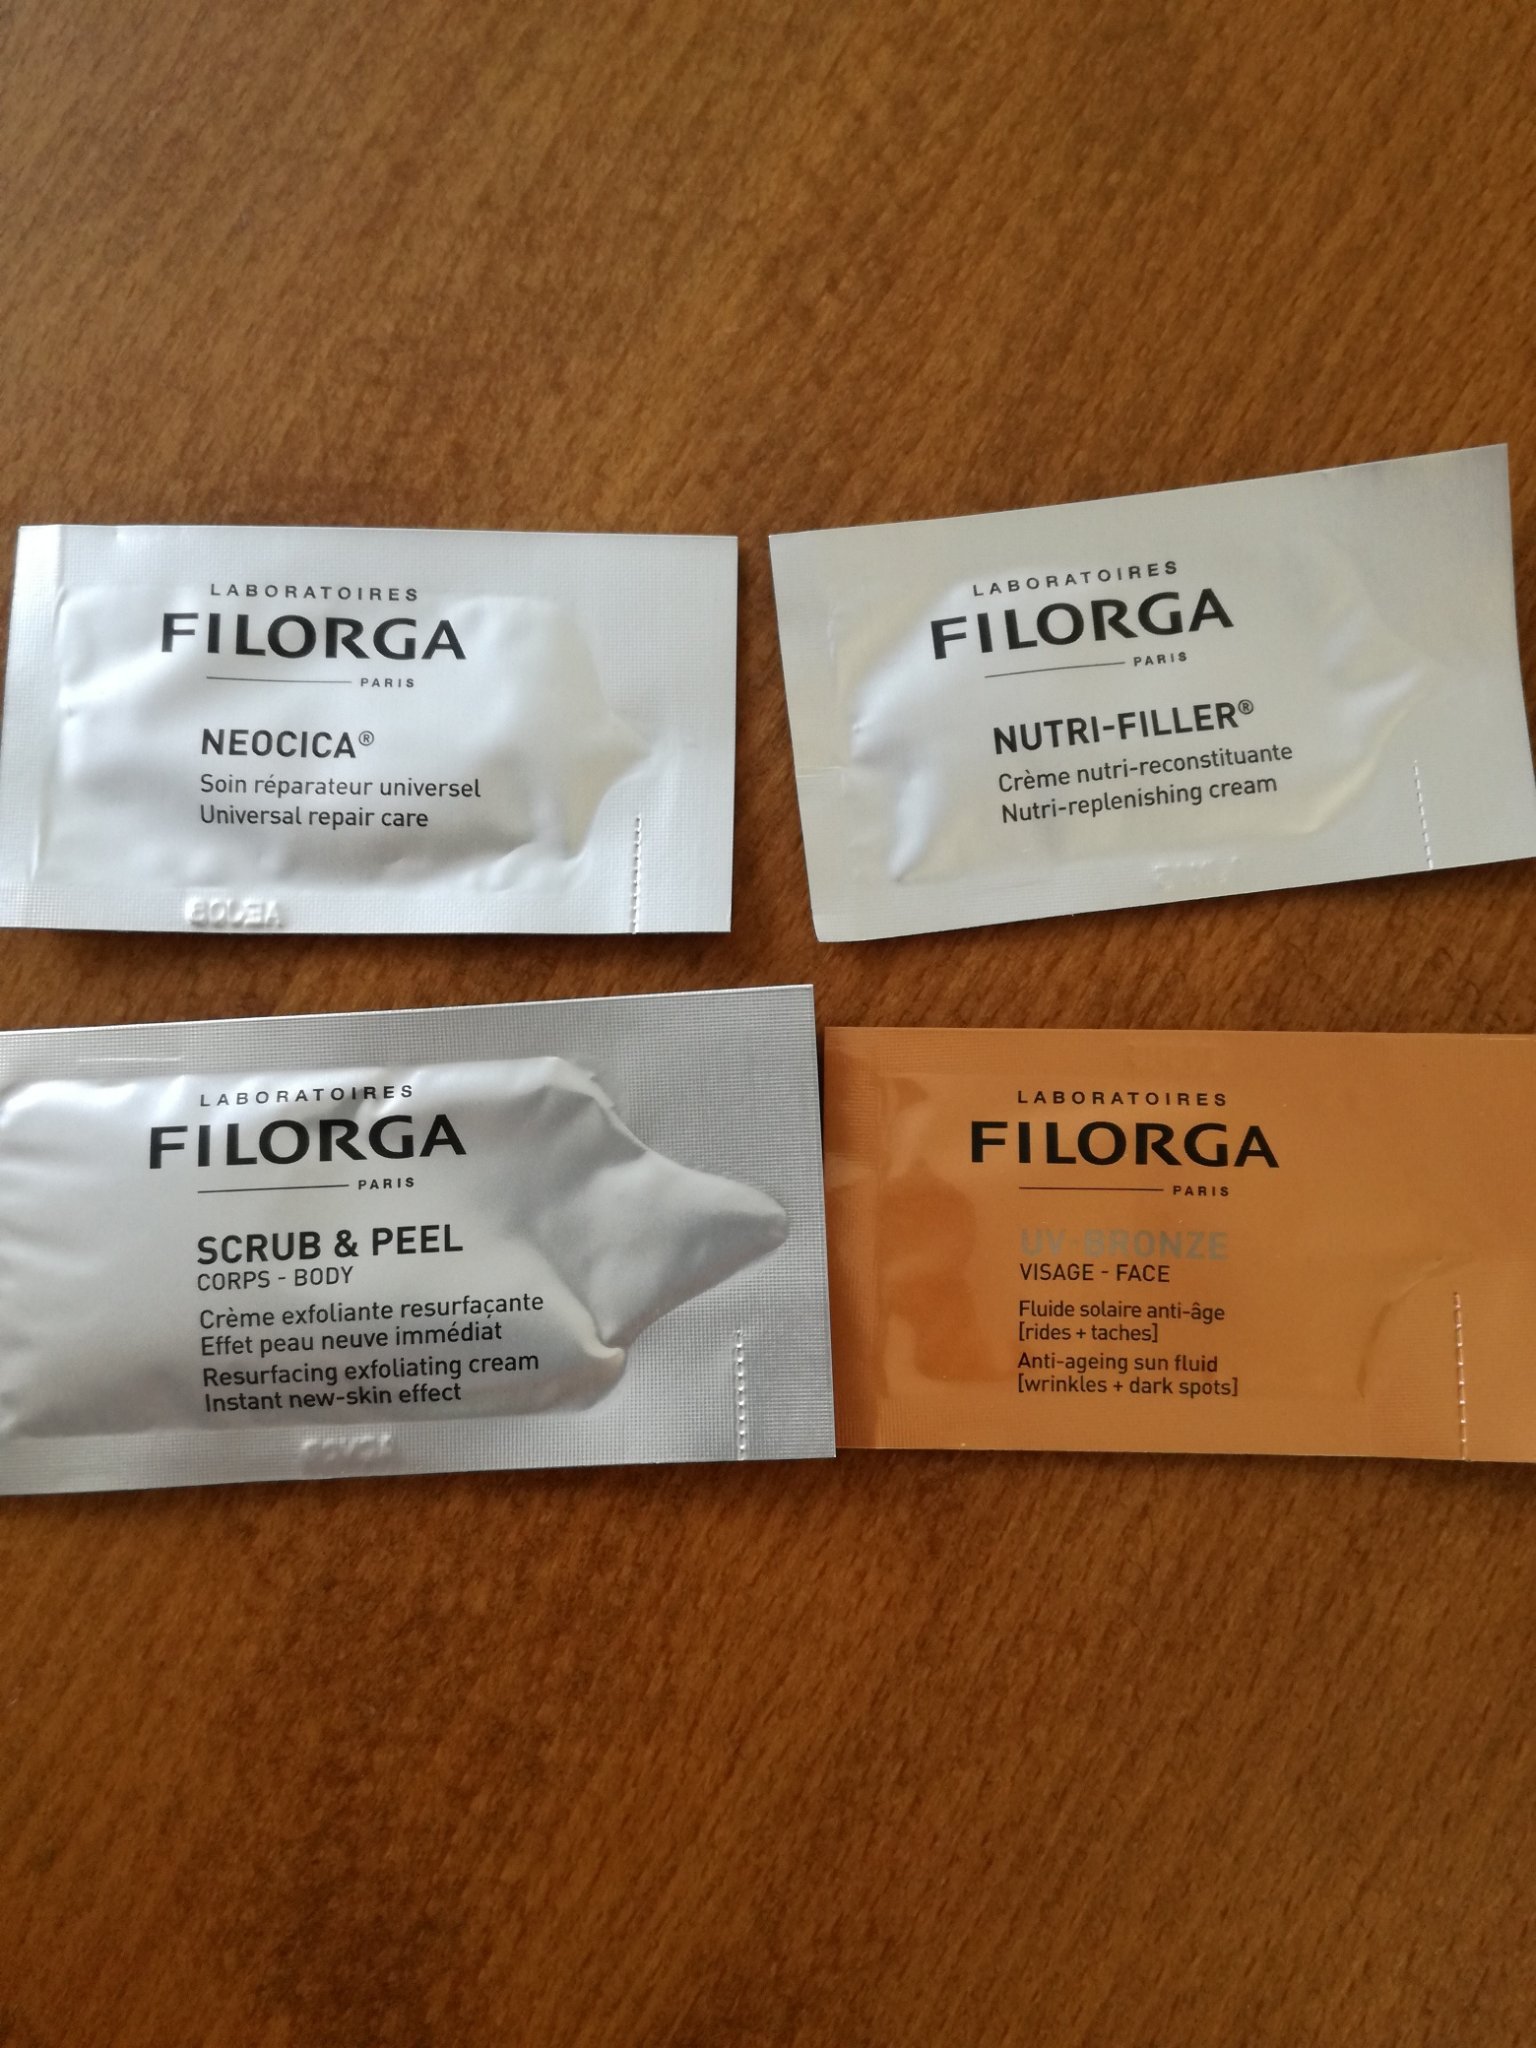 LABORATOIRES
FILORGA
PARIS
NEOCICA®
Soin réparateur universel
Universal repair care
LABORATOIRES
FILORGA
PARIS
NUTRI-FILLER®
Crème nutri-reconstituante
Nutri-replenishing cream
LABORATOIRES
FILORGA
PARIS
SCRUB & PEEL
CORPS - BODY
Crème exfoliante resurfaçante
Effet peau neuve immédiat
Resurfacing exfoliating cream
Instant new-skin effect
LABORATOIRES
FILORGA
PARIS
UV-BRONZE
VISAGE - FACE
Fluide solaire anti-âge
[rides + taches]
Anti-ageing sun fluid
[wrinkles + dark spots]